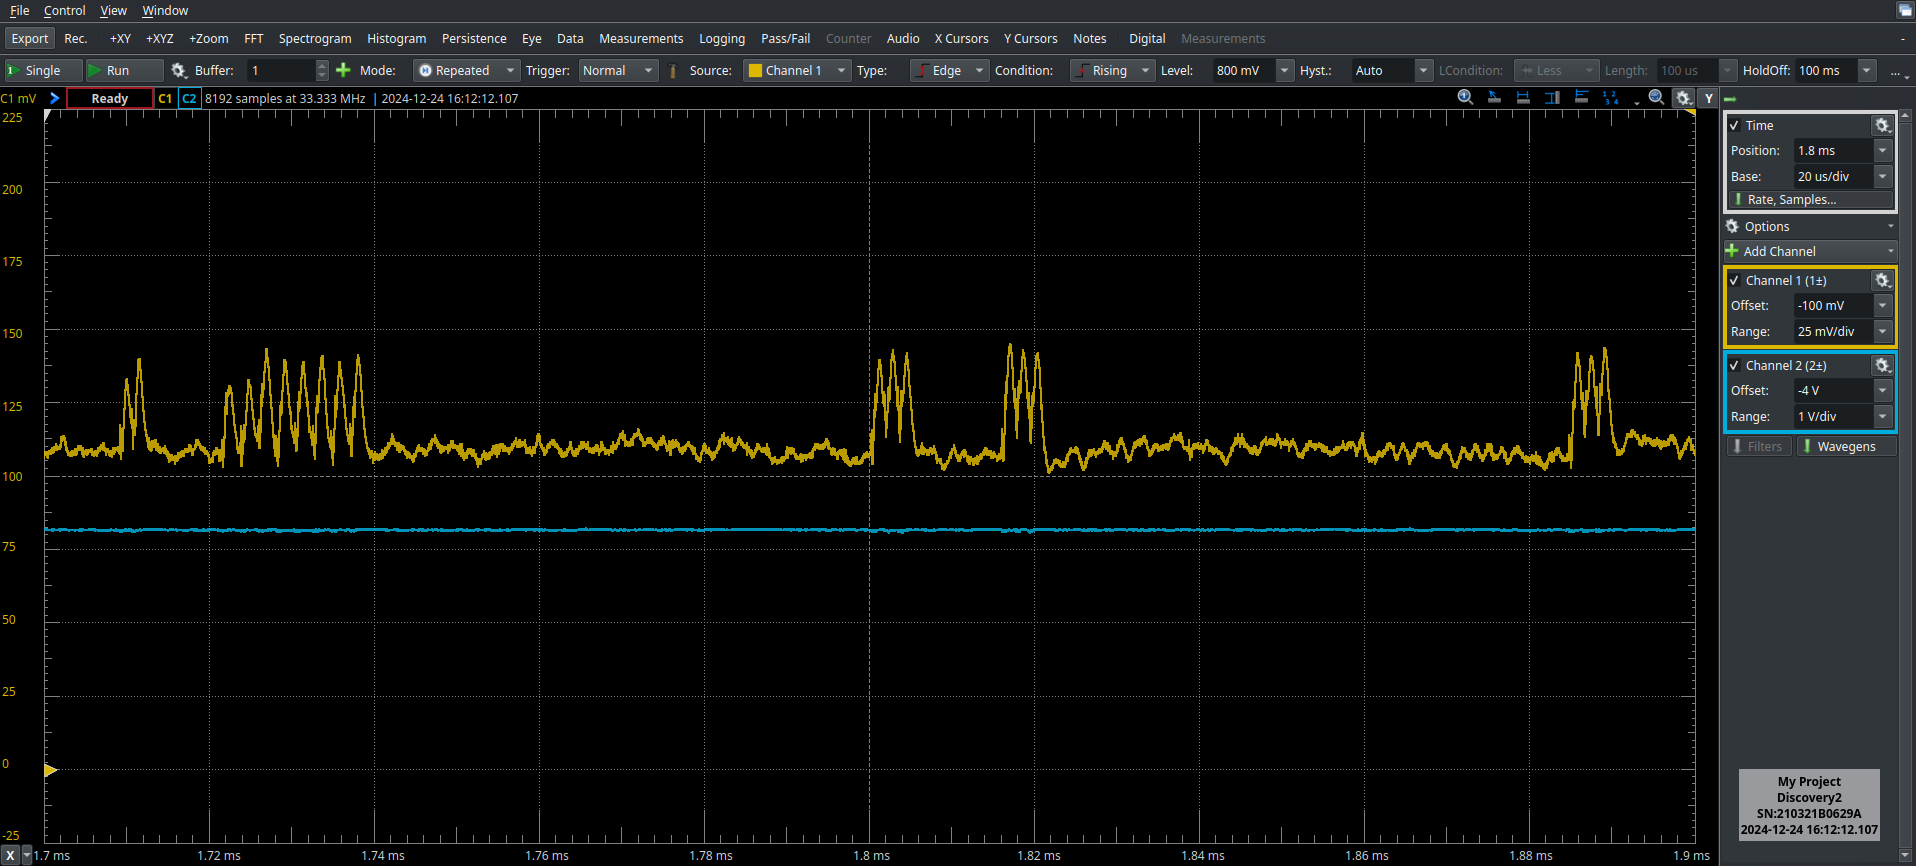 File Control View Window
Export Rec. +XY +XYZ +Zoom FFT Spectrogram Histogram Persistence Eye Data Measurements Logging Pass/Fail Counter Audio X Cursors Y Cursors Notes Digital Measurements
1 Single Run Buffer: 1 Mode: Repeated Trigger: Normal Source: Channel 1 Type: Edge Condition: Rising Level: 800 mV Hyst.: Auto LCondition: Less Length: 100 us HoldOff: 100 ms ...
C1 mV Ready C1 C2 8192 samples at 33.333 MHz | 2024-12-24 16:12:12.107 Y
225
200
175
150
125
100
75
50
25
0
-25
X 1.7 ms 1.72 ms 1.74 ms 1.76 ms 1.78 ms 1.8 ms 1.82 ms 1.84 ms 1.86 ms 1.88 ms 1.9 ms
Time
Position: 1.8 ms
Base: 20 us/div
Rate, Samples...
Options
Add Channel
Channel 1 (1±)
Offset: -100 mV
Range: 25 mV/div
Channel 2 (2±)
Offset: -4 V
Range: 1 V/div
Filters Wavegens
My Project
Discovery2
SN:210321B0629A
2024-12-24 16:12:12.107